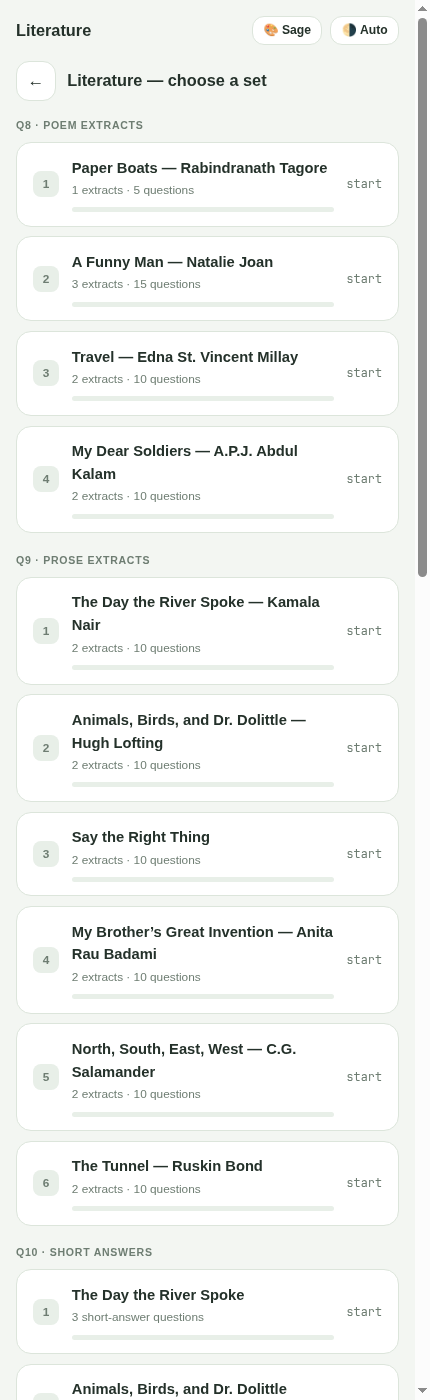 Literature
🎨 Sage
🌗 Auto
←
Literature — choose a set
Q8 · POEM EXTRACTS
1
Paper Boats — Rabindranath Tagore
1 extracts · 5 questions
start
2
A Funny Man — Natalie Joan
3 extracts · 15 questions
start
3
Travel — Edna St. Vincent Millay
2 extracts · 10 questions
start
4
My Dear Soldiers — A.P.J. Abdul
Kalam
2 extracts · 10 questions
start
Q9 · PROSE EXTRACTS
1
The Day the River Spoke — Kamala
Nair
2 extracts · 10 questions
start
2
Animals, Birds, and Dr. Dolittle —
Hugh Lofting
2 extracts · 10 questions
start
3
Say the Right Thing
2 extracts · 10 questions
start
4
My Brother’s Great Invention — Anita
Rau Badami
2 extracts · 10 questions
start
5
North, South, East, West — C.G.
Salamander
2 extracts · 10 questions
start
6
The Tunnel — Ruskin Bond
2 extracts · 10 questions
start
Q10 · SHORT ANSWERS
1
The Day the River Spoke
3 short-answer questions
start
Animals, Birds, and Dr. Dolittle